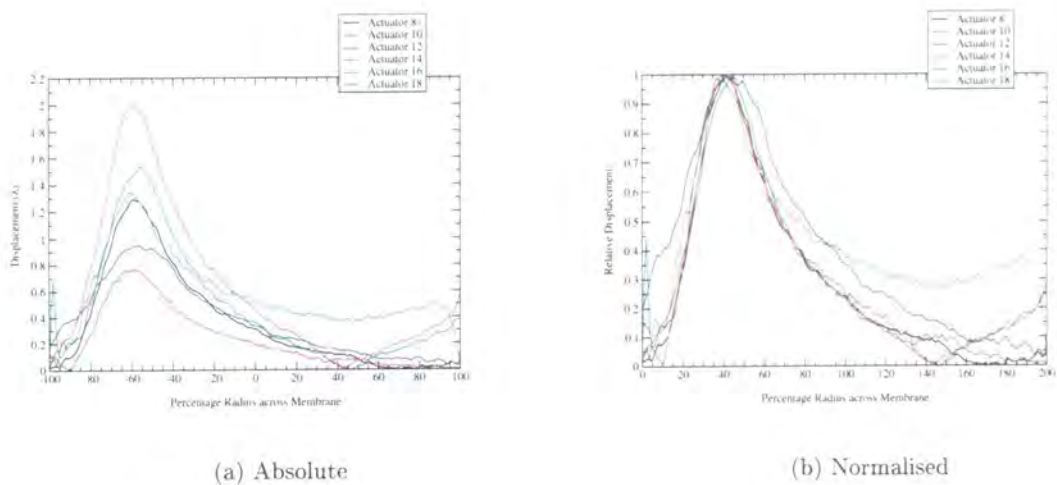 Actuator 8
Actuator 10
Actuator 12
Actuator 14
Actuator 16
Actuator 18
2.2
2
1.8
1.6
1.4
1.2
1
0.8
0.6
0.4
0.2
0
Displacement (λ)
-100
80
-60
-40
-20
0
20
40
60
80
100
Percentage Radius across Membrane
(a) Absolute
Actuator 8
Actuator 10
Actuator 12
Actuator 14
Actuator 16
Actuator 18
1
0.9
0.8
0.7
0.6
0.5
0.4
0.3
0.2
0.1
0
Relative Displacement
0
20
40
60
80
100
120
140
160
180
200
Percentage Radius across Membrane
(b) Normalised